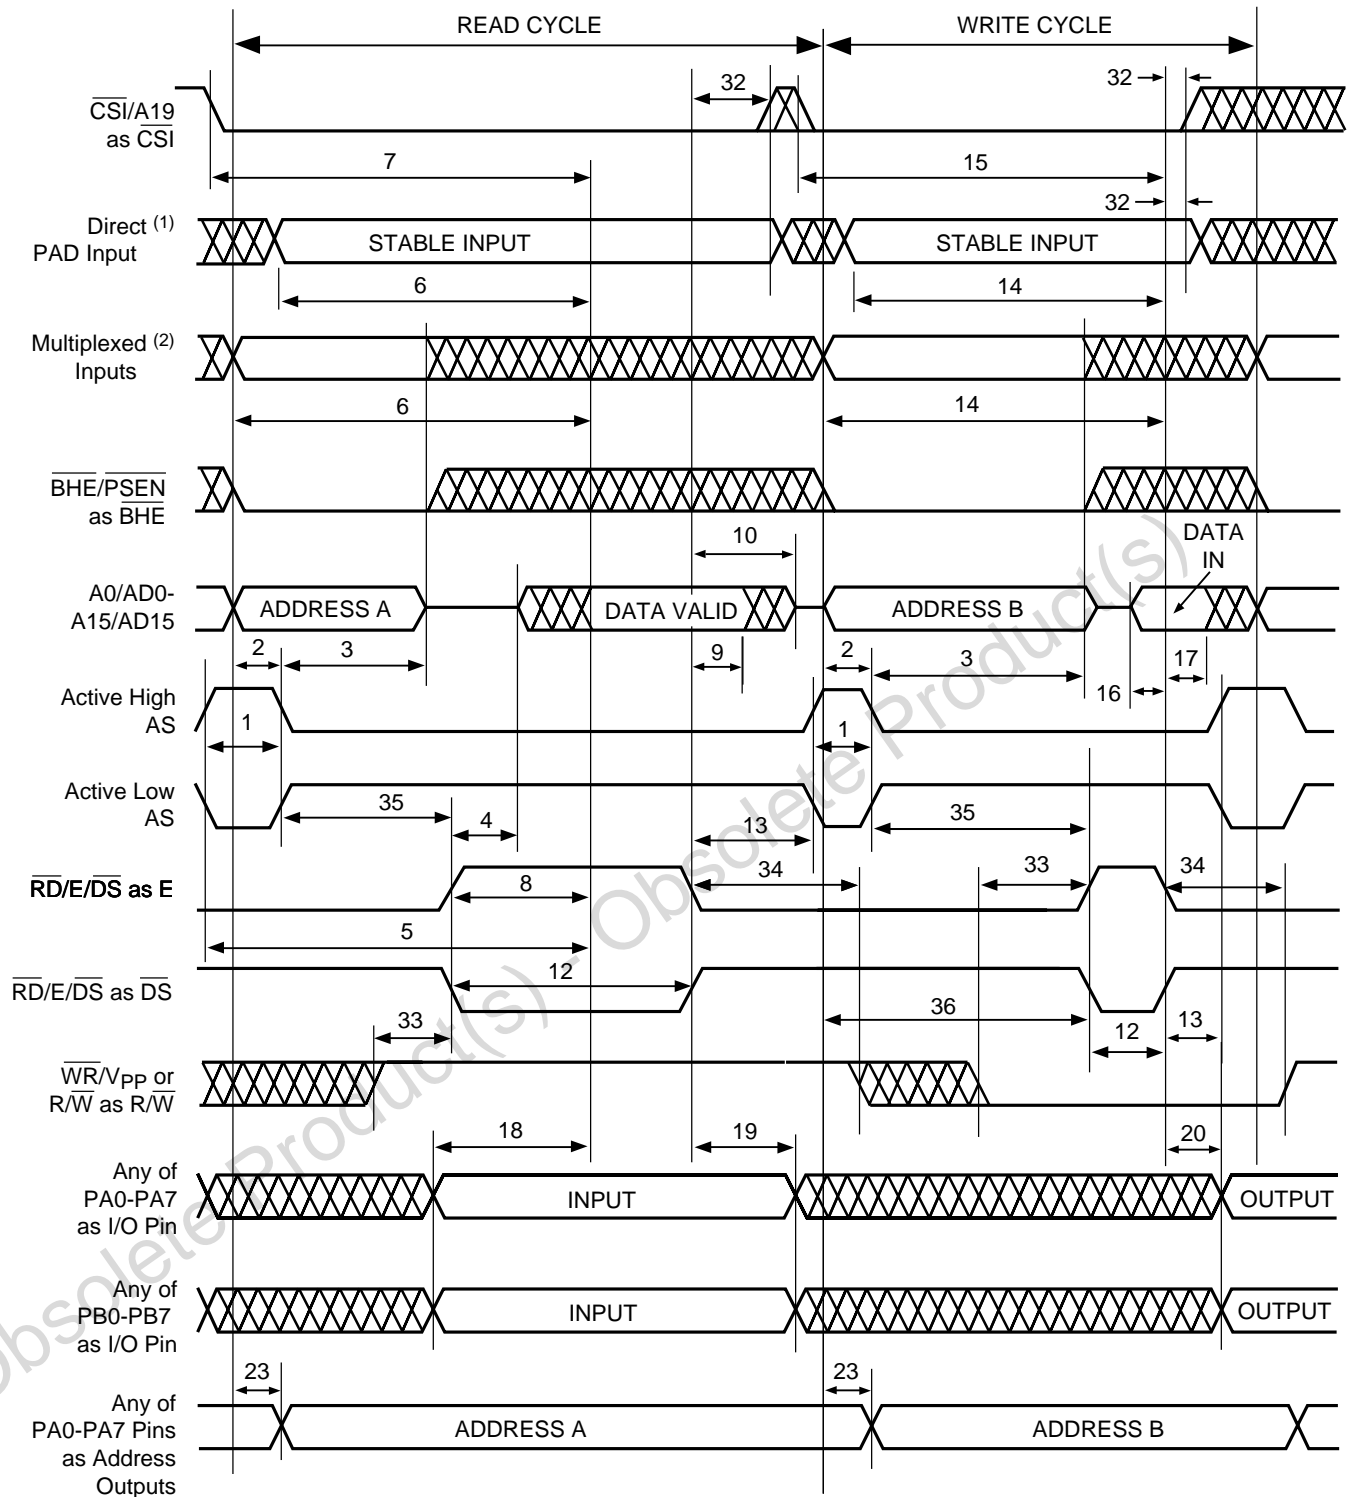 READ CYCLE
WRITE CYCLE
32
32
CSI/A19
as CSI
7
15
32
Direct (1)
PAD Input
STABLE INPUT
STABLE INPUT
6
14
Multiplexed (2)
Inputs
6
14
BHE/PSEN
as BHE
10
DATA
IN
A0/AD0-
A15/AD15
ADDRESS A
DATA VALID
ADDRESS B
2
3
9
2
3
17
16
Active High
AS
1
1
Active Low
AS
35
4
13
35
RD/E/DS as E
8
34
33
34
5
RD/E/DS as DS
12
36
12
13
33
WR/VPP or
R/W as R/W
18
19
20
Any of
PA0-PA7
as I/O Pin
INPUT
OUTPUT
Any of
PB0-PB7
as I/O Pin
INPUT
OUTPUT
23
23
Any of
PA0-PA7 Pins
as Address
Outputs
ADDRESS A
ADDRESS B
Obsolete Product(s) - Obsolete Product(s)